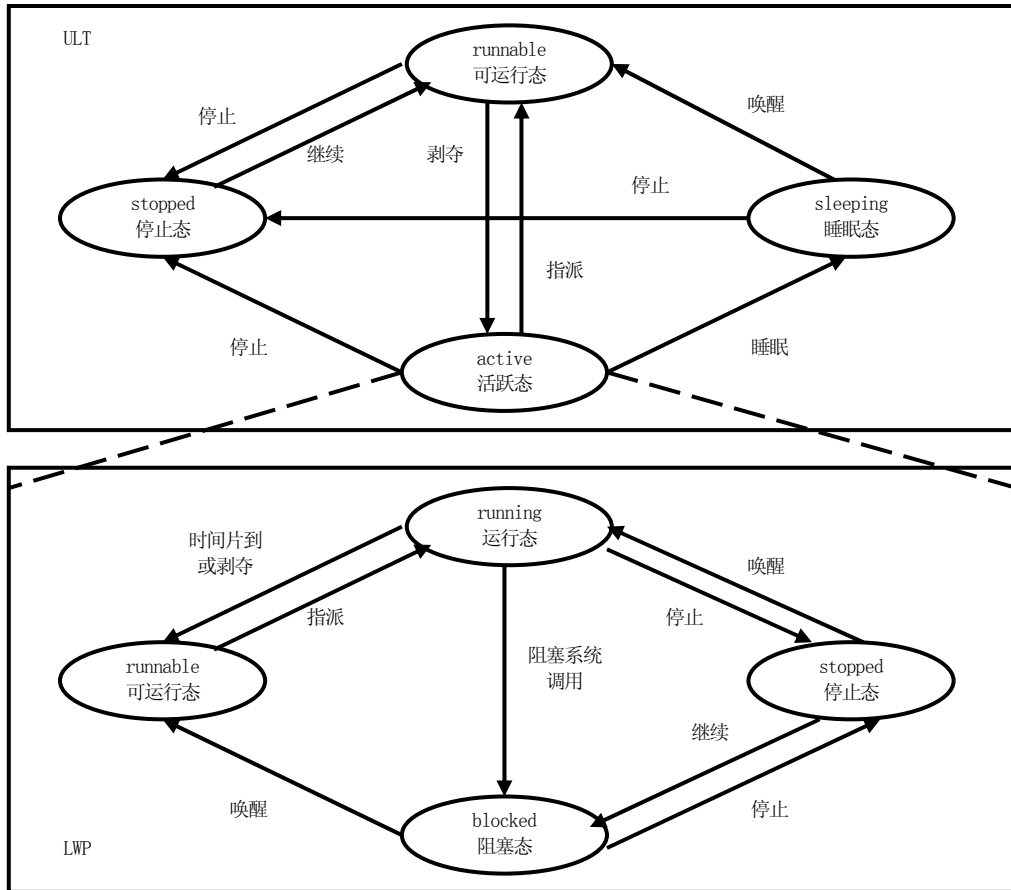 ULT
runnable
可运行态
停止
唤醒
继续
剥夺
停止
stopped
停止态
sleeping
睡眠态
指派
停止
睡眠
active
活跃态
running
运行态
时间片到
或剥夺
唤醒
指派
停止
阻塞系统
调用
runnable
可运行态
stopped
停止态
继续
唤醒
停止
blocked
阻塞态
LWP